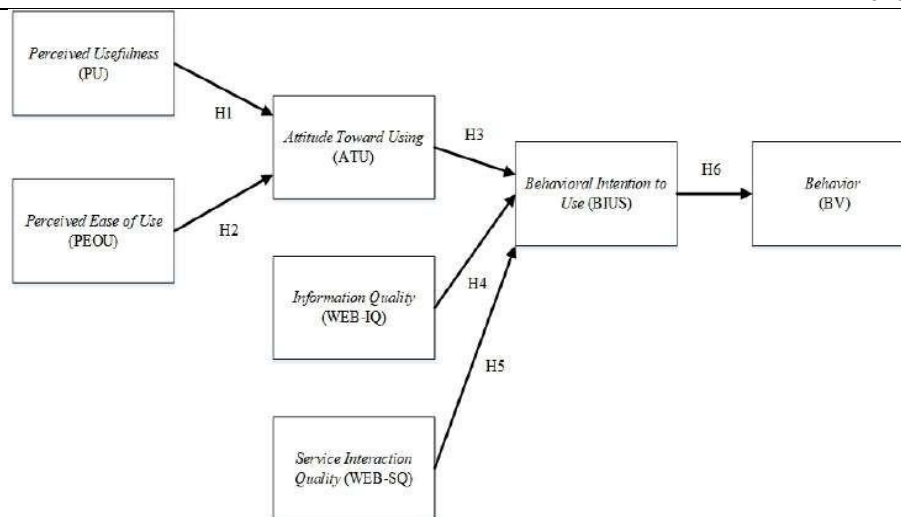 Perceived Usefulness
(PU)
H1
Attitude Toward Using
(ATU)
H3
Behavioral Intention to
Use (BIUS)
H6
Behavior
(BV)
Perceived Ease of Use
(PEOU)
H2
Information Quality
(WEB-IQ)
H4
H5
Service Interaction
Quality (WEB-SQ)